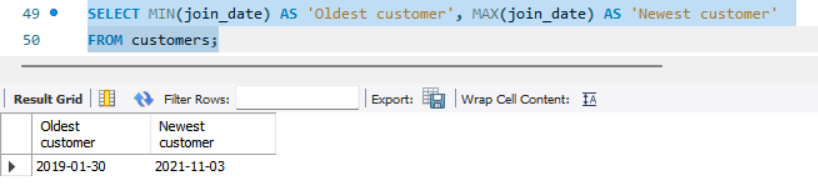 49 SELECT MIN(join_date) AS 'Oldest customer', MAX(join_date) AS 'Newest customer'
50 FROM customers;
Result Grid Filter Rows: Export: Wrap Cell Content: IA
Oldest customer Newest customer
2019-01-30 2021-11-03